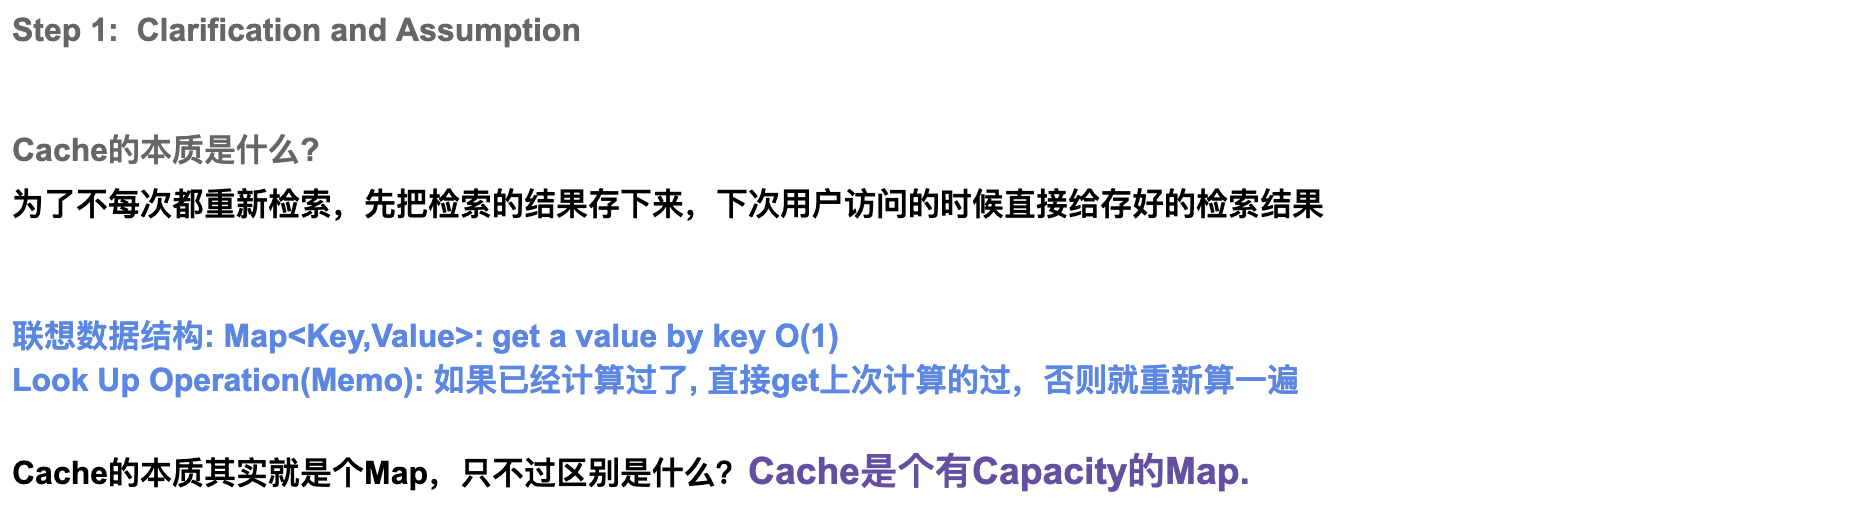 Step 1:  Clarification and Assumption
Cache的本质是什么?
为了不每次都重新检索，先把检索的结果存下来，下次用户访问的时候直接给存好的检索结果
联想数据结构: Map<Key,Value>: get a value by key O(1)
Look Up Operation(Memo): 如果已经计算过了, 直接get上次计算的过，否则就重新算一遍
Cache的本质其实就是个Map，只不过区别是什么? Cache是个有Capacity的Map.